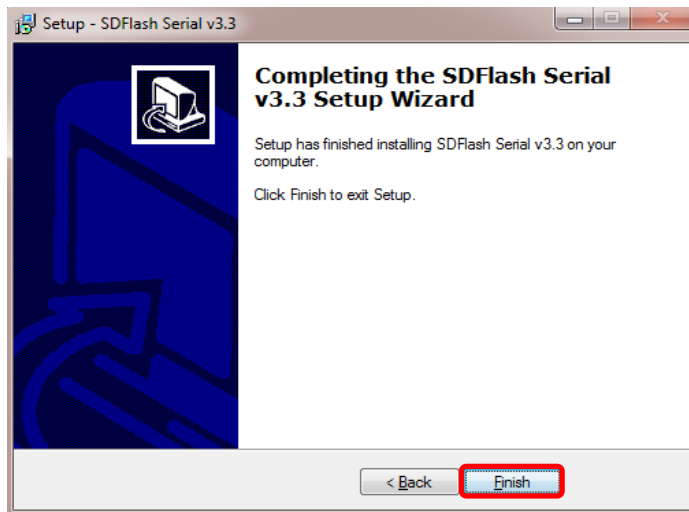 Setup - SDFlash Serial v3.3
Completing the SDFlash Serial
v3.3 Setup Wizard
Setup has finished installing SDFlash Serial v3.3 on your
computer.
Click Finish to exit Setup.
< Back
Finish